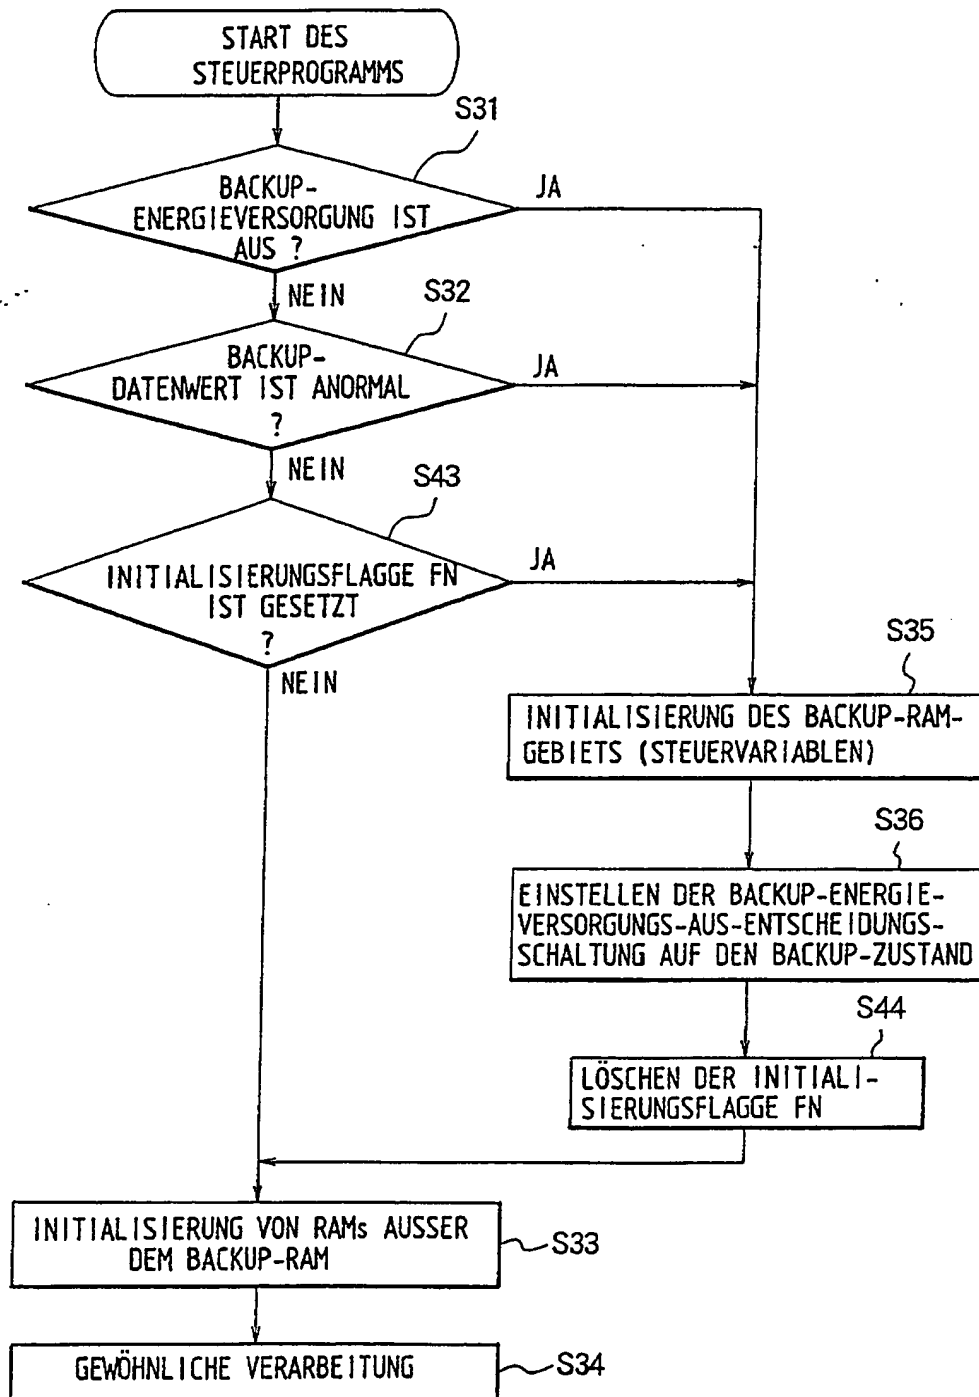 START DES
STEUERPROGRAMMS
S31
BACKUP-
ENERGIEVERSORGUNG IST
AUS ?
JA
NEIN
S32
BACKUP-
DATENWERT IST ANORMAL
?
JA
NEIN
S43
INITIALISIERUNGSFLAGGE FN
IST GESETZT
?
JA
NEIN
S35
INITIALISIERUNG DES BACKUP-RAM-
GEBIETS (STEUERVARIABLEN)
S36
EINSTELLEN DER BACKUP-ENERGIE-
VERSORGUNGS-AUS-ENTSCHEIDUNGS-
SCHALTUNG AUF DEN BACKUP-ZUSTAND
S44
LÖSCHEN DER INITIALI-
SIERUNGSFLAGGE FN
INITIALISIERUNG VON RAMs AUSSER
DEM BACKUP-RAM
S33
GEWÖHNLICHE VERARBEITUNG
S34